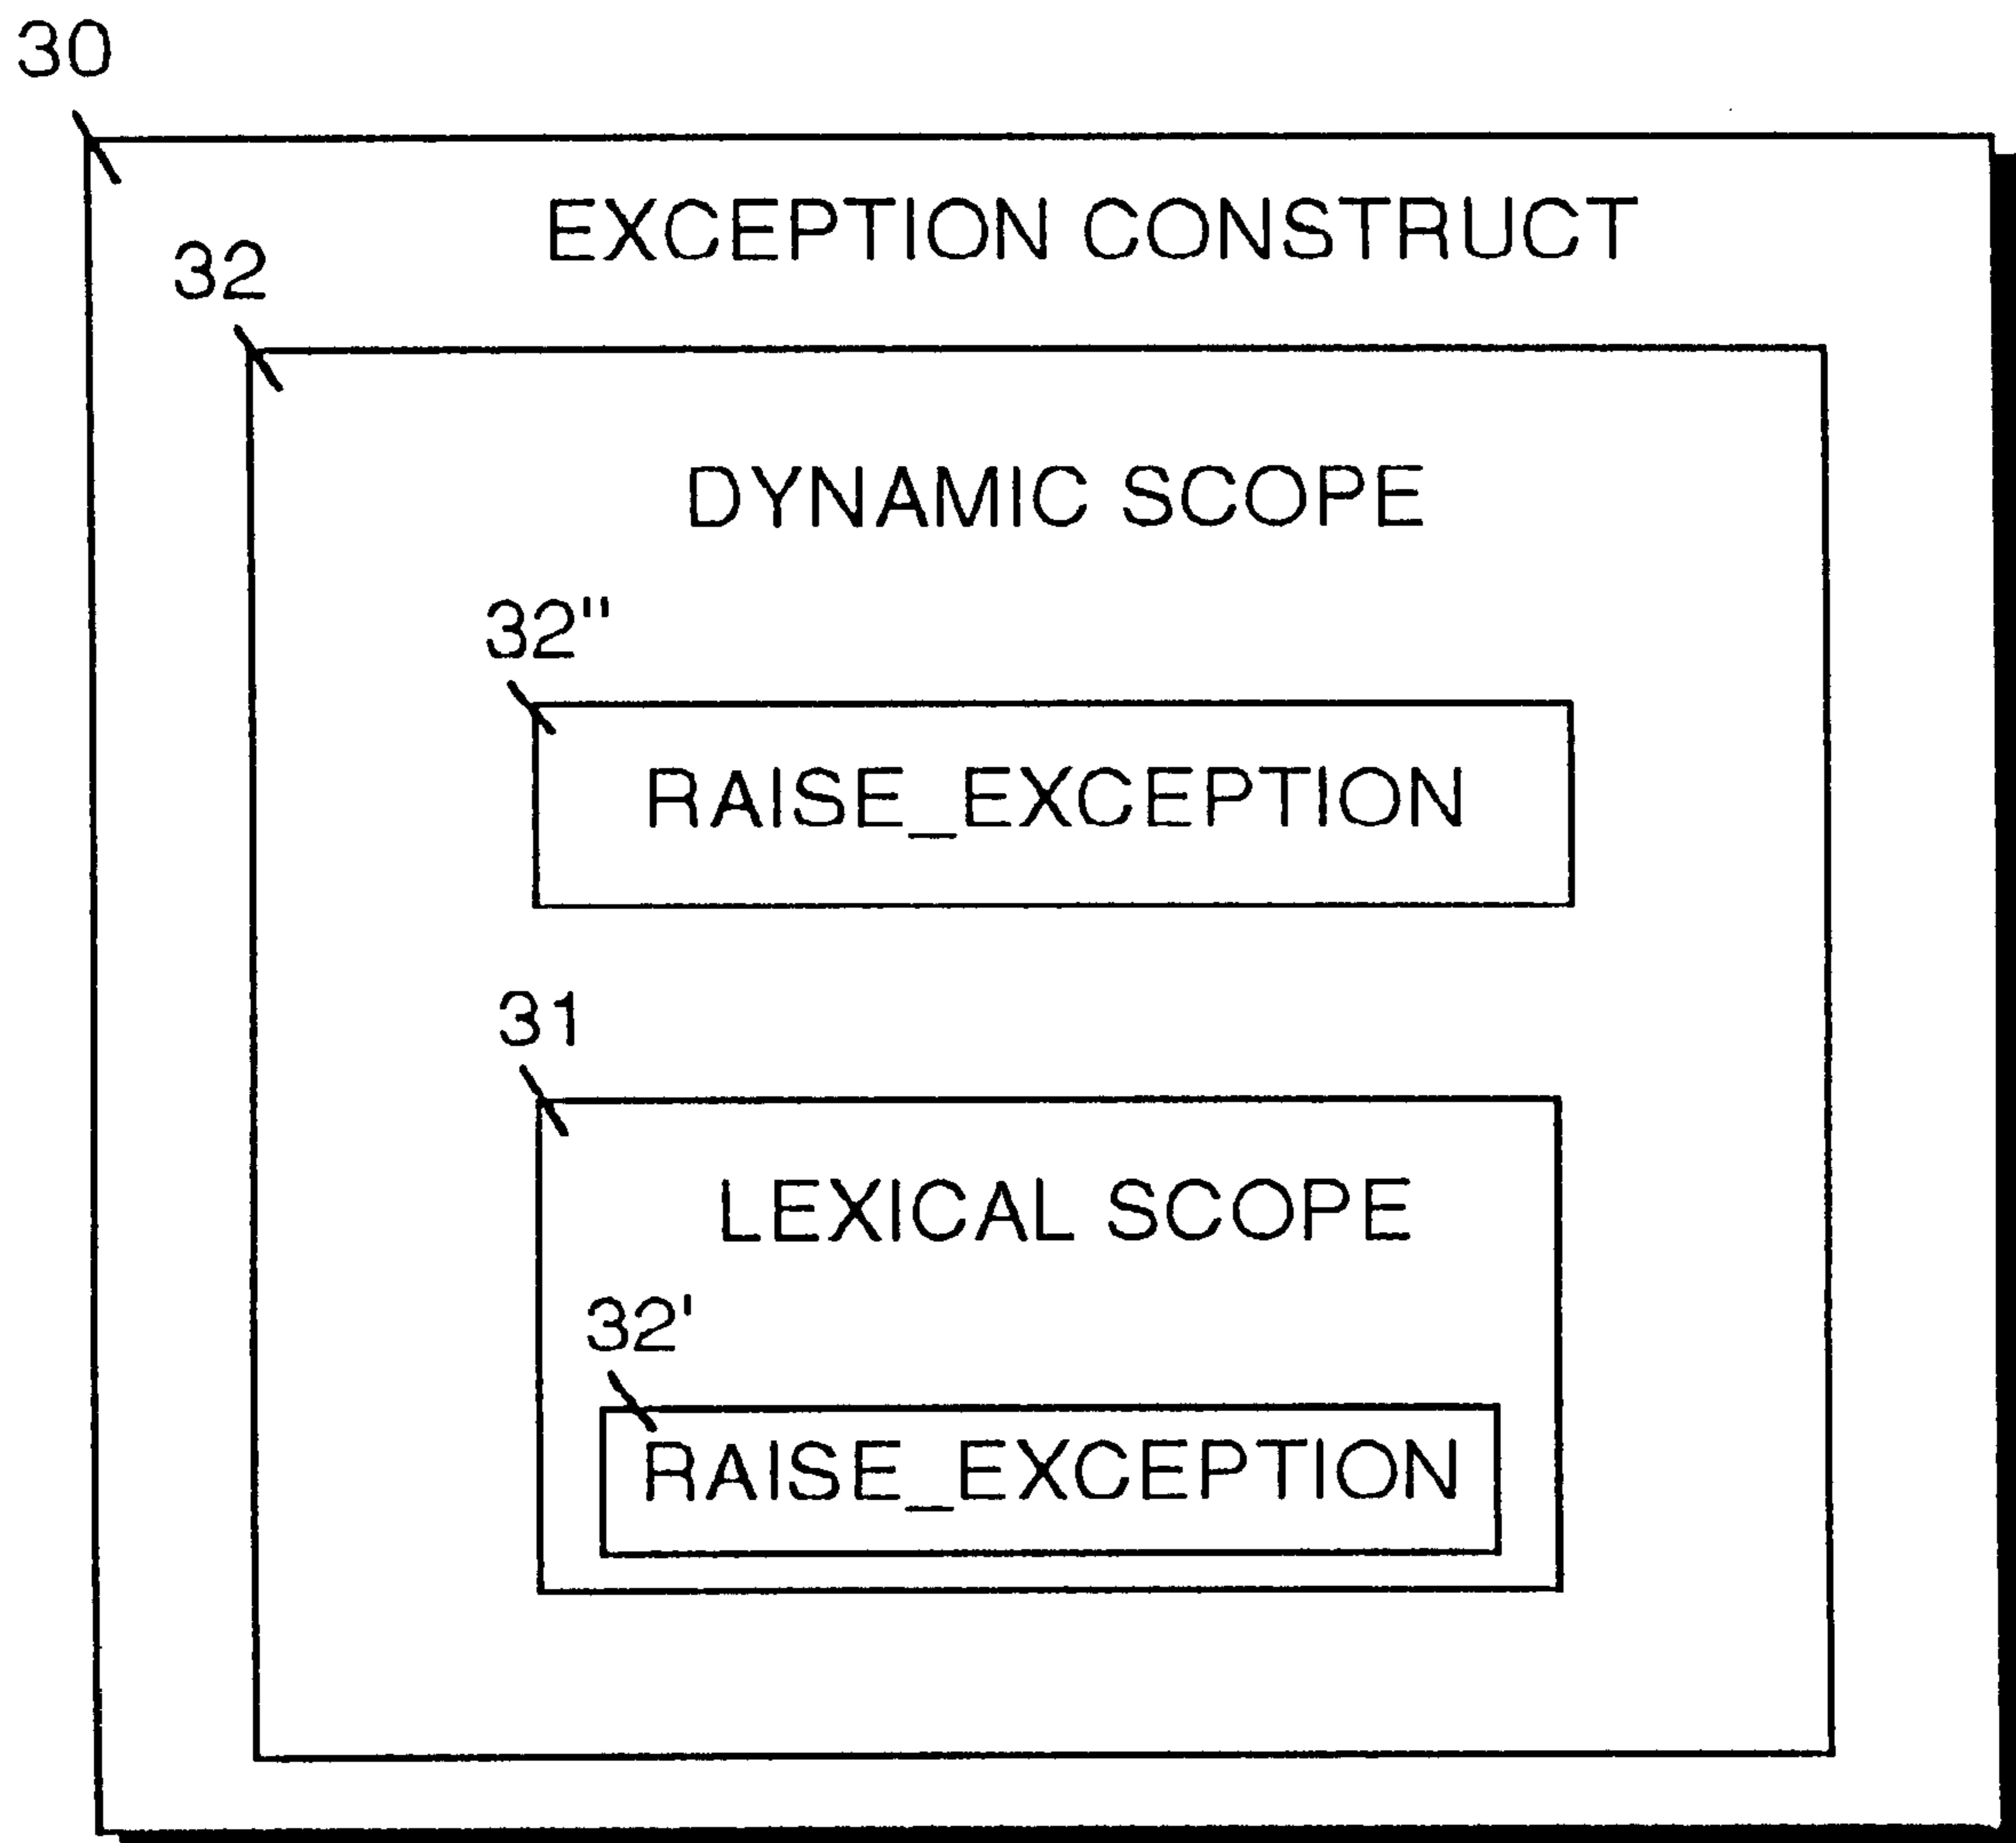 30
EXCEPTION CONSTRUCT
32
DYNAMIC SCOPE
32"
RAISE_EXCEPTION
31
LEXICAL SCOPE
32'
RAISE_EXCEPTION